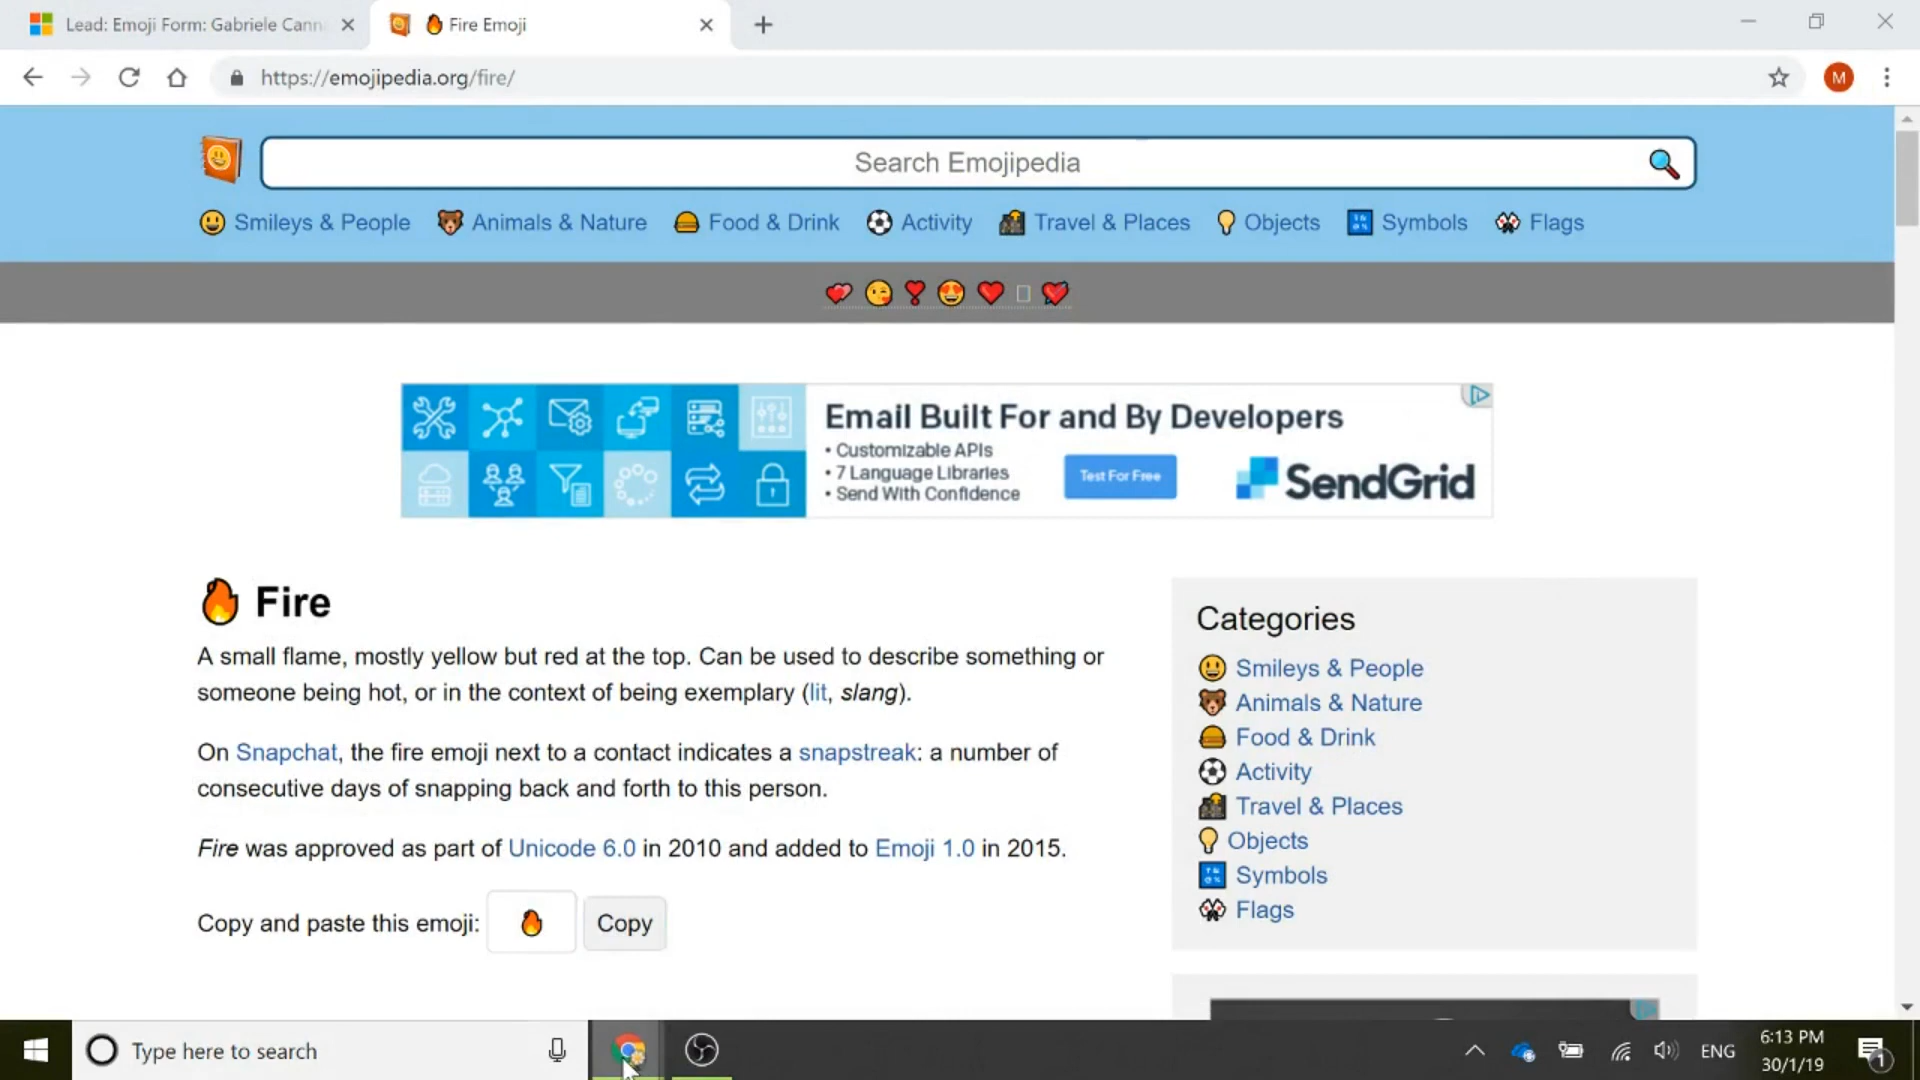 Lead: Emoji Form: Gabriele Cann
🔥 Fire Emoji
https://emojipedia.org/fire/
Search Emojipedia
Smileys & People Animals & Nature Food & Drink Activity Travel & Places Objects Symbols Flags
Email Built For and By Developers
• Customizable APIs
• 7 Language Libraries
• Send With Confidence
Test For Free
SendGrid
🔥 Fire
A small flame, mostly yellow but red at the top. Can be used to describe something or
someone being hot, or in the context of being exemplary (lit, slang).
On Snapchat, the fire emoji next to a contact indicates a snapstreak: a number of
consecutive days of snapping back and forth to this person.
Fire was approved as part of Unicode 6.0 in 2010 and added to Emoji 1.0 in 2015.
Copy and paste this emoji: 🔥 Copy
Categories
Smileys & People
Animals & Nature
Food & Drink
Activity
Travel & Places
Objects
Symbols
Flags
Type here to search
ENG
6:13 PM
30/1/19
1
M